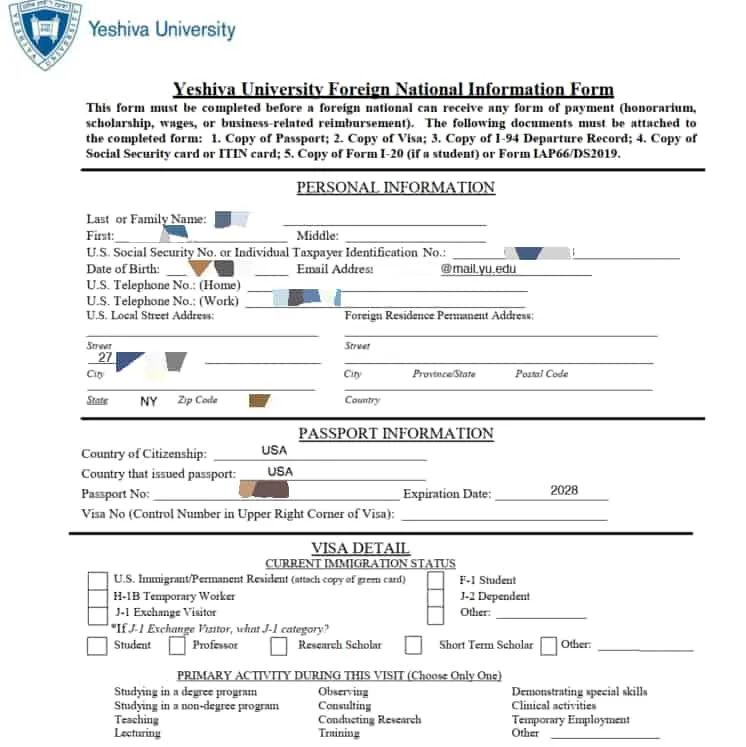 Yeshiva University
Yeshiva University Foreign National Information Form
This form must be completed before a foreign national can receive any form of payment (honorarium,
scholarship, wages, or business-related reimbursement). The following documents must be attached to
the completed form: 1. Copy of Passport; 2. Copy of Visa; 3. Copy of I-94 Departure Record; 4. Copy of
Social Security card or ITIN card; 5. Copy of Form I-20 (if a student) or Form IAP66/DS2019.
PERSONAL INFORMATION
Last or Family Name:
First: Middle:
U.S. Social Security No. or Individual Taxpayer Identification No.:
Date of Birth: Email Address: @mail.yu.edu
U.S. Telephone No.: (Home)
U.S. Telephone No.: (Work)
U.S. Local Street Address: Foreign Residence Permanent Address:
Street Street
27
City City Province/State Postal Code
State NY Zip Code Country
PASSPORT INFORMATION
Country of Citizenship: USA
Country that issued passport: USA
Passport No: Expiration Date: 2028
Visa No (Control Number in Upper Right Corner of Visa):
VISA DETAIL
CURRENT IMMIGRATION STATUS
U.S. Immigrant/Permanent Resident (attach copy of green card) F-1 Student
H-1B Temporary Worker J-2 Dependent
J-1 Exchange Visitor Other:
*If J-1 Exchange Visitor, what J-1 category?
Student Professor Research Scholar Short Term Scholar Other:
PRIMARY ACTIVITY DURING THIS VISIT (Choose Only One)
Studying in a degree program Observing Demonstrating special skills
Studying in a non-degree program Consulting Clinical activities
Teaching Conducting Research Temporary Employment
Lecturing Training Other